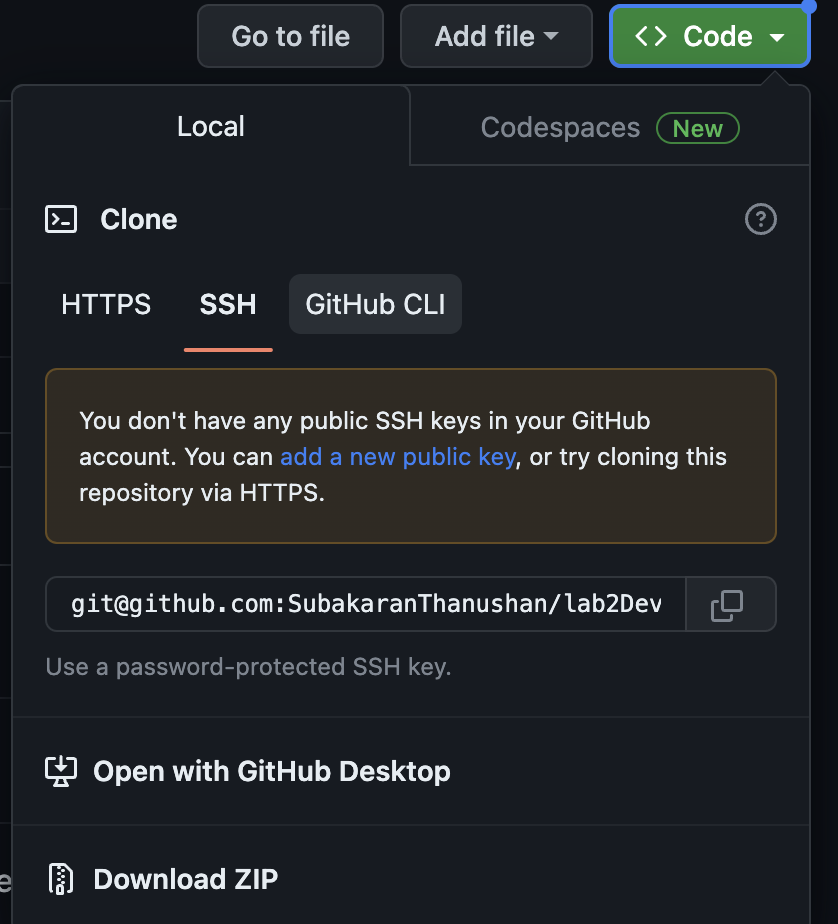 Go to file
Add file
Code
Local
Codespaces New
Clone
HTTPS SSH GitHub CLI
You don't have any public SSH keys in your GitHub
account. You can add a new public key, or try cloning this
repository via HTTPS.
git@github.com:SubakaranThanushan/lab2Dev
Use a password-protected SSH key.
Open with GitHub Desktop
Download ZIP